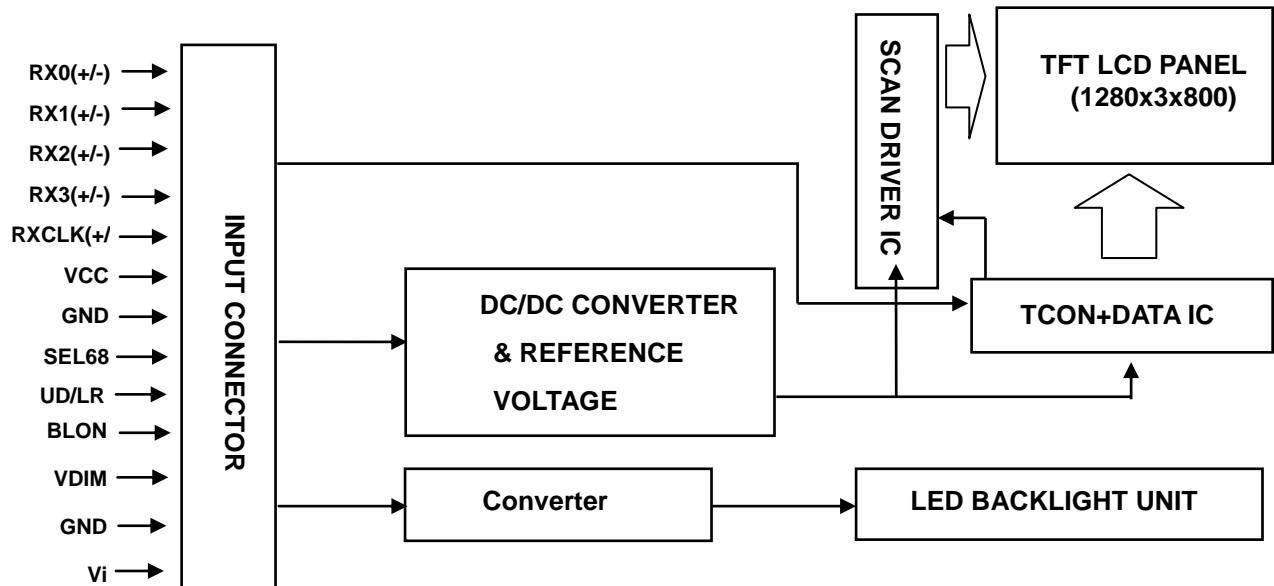 RX0(+/-)
RX1(+/-)
RX2(+/-)
RX3(+/-)
RXCLK(+/
VCC
GND
SEL68
UD/LR
BLON
VDIM
GND
Vi
INPUT CONNECTOR
DC/DC CONVERTER
& REFERENCE
VOLTAGE
Converter
SCAN DRIVER IC
TFT LCD PANEL
(1280x3x800)
TCON+DATA IC
LED BACKLIGHT UNIT